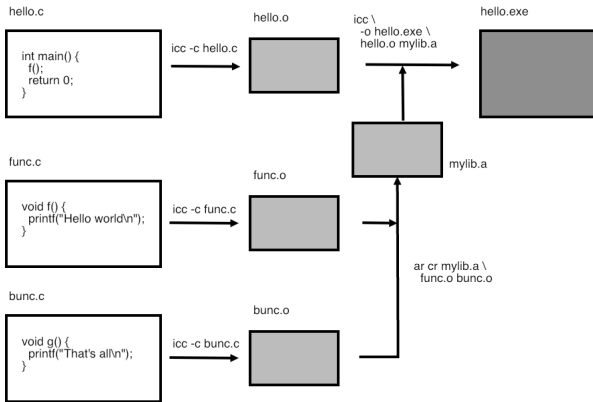 hello.c
hello.o
icc \
-o hello.exe \
hello.o mylib.a
hello.exe
int main() {
f();
return 0;
}
icc -c hello.c
mylib.a
func.c
func.o
void f() {
printf("Hello world\n");
}
icc -c func.c
ar cr mylib.a \
func.o bunc.o
bunc.c
bunc.o
void g() {
printf("That's all\n");
}
icc -c bunc.c